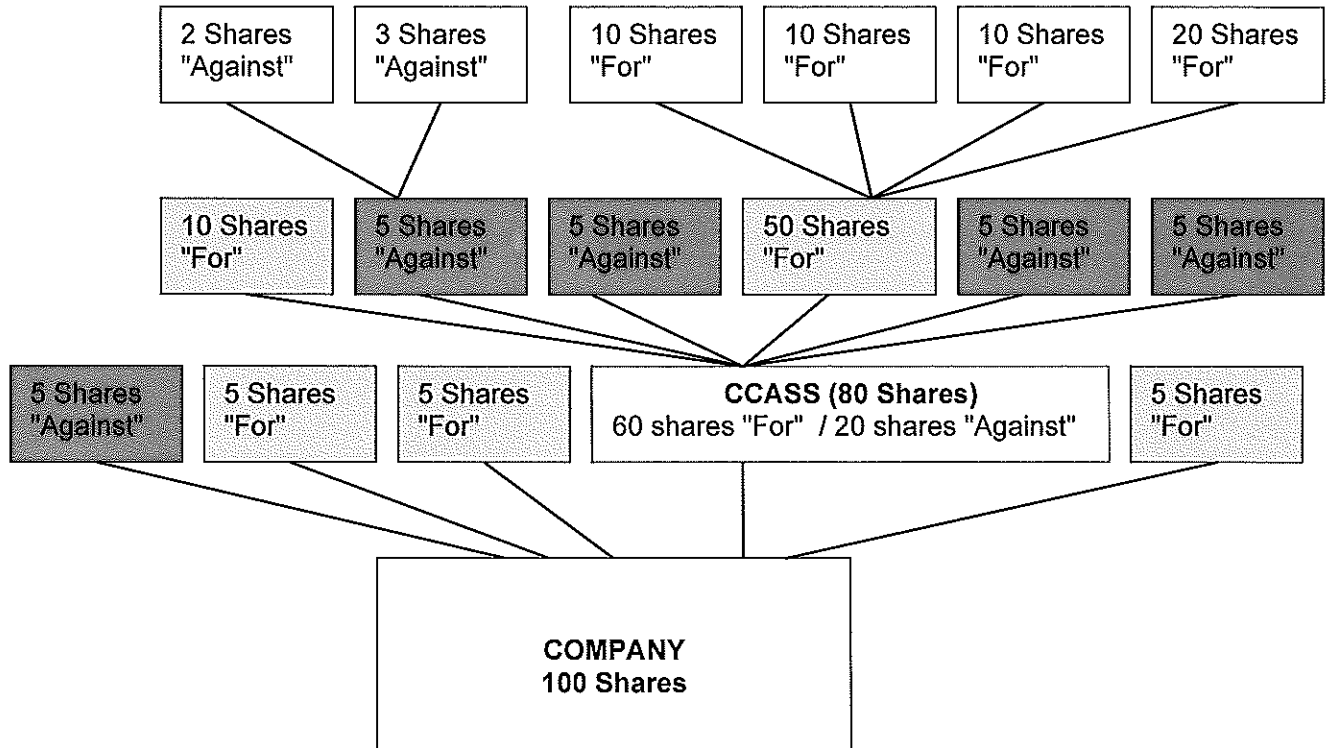 2 Shares
"Against"
3 Shares
"Against"
10 Shares
"For"
10 Shares
"For"
10 Shares
"For"
20 Shares
"For"
10 Shares
"For"
5 Shares
"Against"
5 Shares
"Against"
50 Shares
"For"
5 Shares
"Against"
5 Shares
"Against"
5 Shares
"Against"
5 Shares
"For"
5 Shares
"For"
CCASS (80 Shares)
60 shares "For" / 20 shares "Against"
5 Shares
"For"
COMPANY
100 Shares